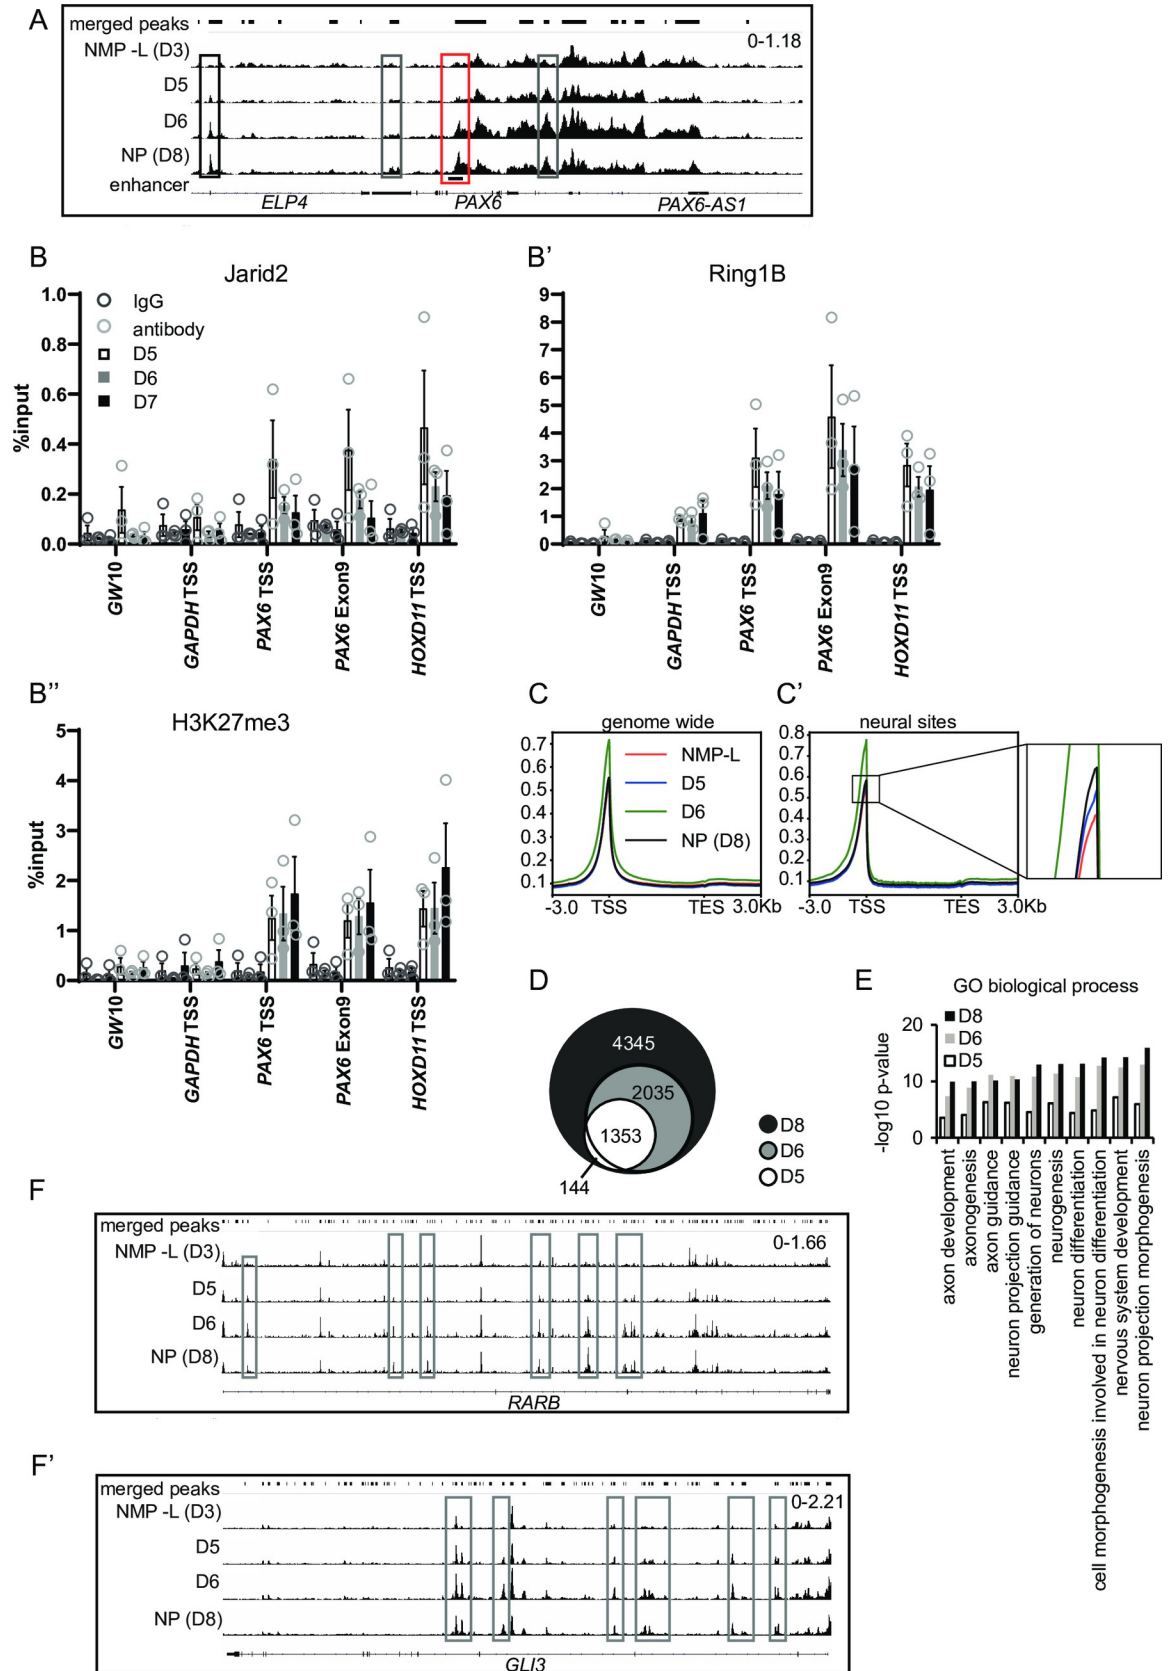 A
merged peaks
0-1.18
NMP -L (D3)
D5
D6
NP (D8)
enhancer
ELP4
PAX6
PAX6-AS1
B
Jarid2
IgG
antibody
D5
D6
D7
%input
1.0
0.8
0.6
0.4
0.2
0.0
GW10
GAPDH TSS
PAX6 TSS
PAX6 Exon9
HOXD11 TSS
B’
Ring1B
9
8
7
6
5
4
3
2
1
0
GW10
GAPDH TSS
PAX6 TSS
PAX6 Exon9
HOXD11 TSS
B”
H3K27me3
%input
5
4
3
2
1
0
GW10
GAPDH TSS
PAX6 TSS
PAX6 Exon9
HOXD11 TSS
C
genome wide
0.7
0.6
0.5
0.4
0.3
0.2
0.1
NMP-L
D5
D6
NP (D8)
-3.0 TSS TES 3.0Kb
C’
neural sites
0.8
0.7
0.6
0.5
0.4
0.3
0.2
0.1
-3.0 TSS TES 3.0Kb
D
4345
2035
1353
144
D8
D6
D5
E
GO biological process
D8
D6
D5
-log10 p-value
20
10
0
axon development
axonogenesis
axon guidance
neuron projection guidance
generation of neurons
neurogenesis
neuron differentiation
cell morphogenesis involved in neuron differentiation
nervous system development
neuron projection morphogenesis
F
merged peaks
0-1.66
NMP -L (D3)
D5
D6
NP (D8)
RARB
F’
merged peaks
0-2.21
NMP -L (D3)
D5
D6
NP (D8)
GLI3